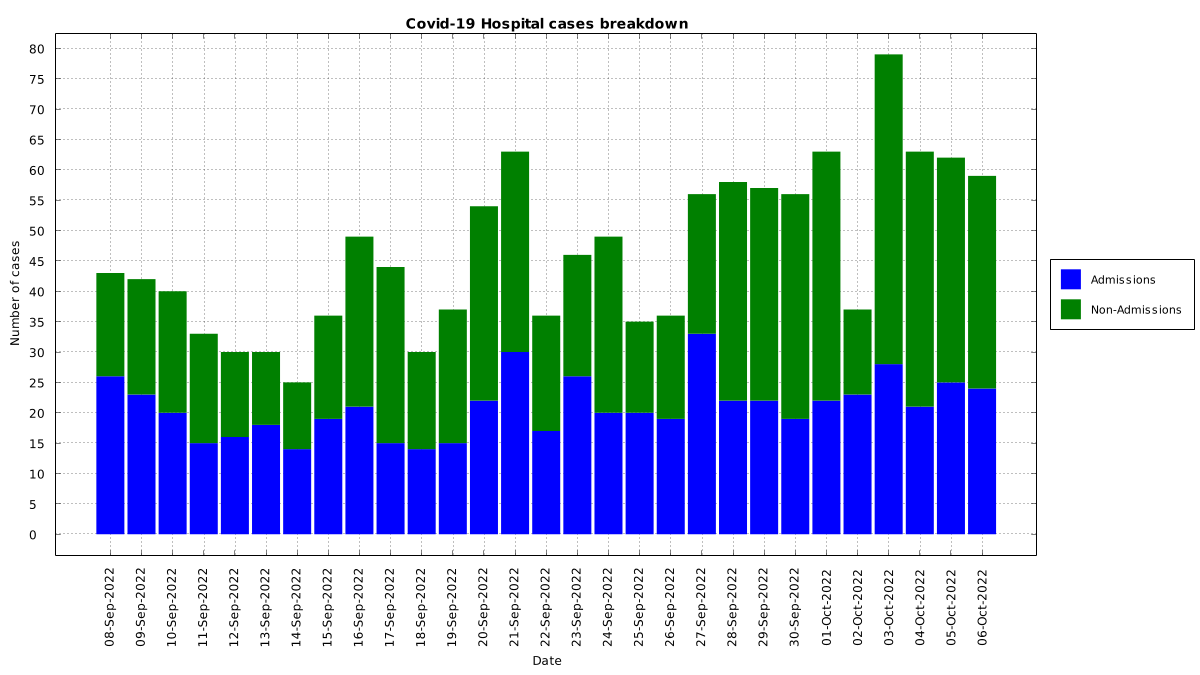 Covid-19 Hospital cases breakdown
80
75
70
65
60
55
50
45
40
35
30
25
20
15
10
5
0
Number of cases
08-Sep-2022
09-Sep-2022
10-Sep-2022
11-Sep-2022
12-Sep-2022
13-Sep-2022
14-Sep-2022
15-Sep-2022
16-Sep-2022
17-Sep-2022
18-Sep-2022
19-Sep-2022
20-Sep-2022
21-Sep-2022
22-Sep-2022
23-Sep-2022
24-Sep-2022
25-Sep-2022
26-Sep-2022
27-Sep-2022
28-Sep-2022
29-Sep-2022
30-Sep-2022
01-Oct-2022
02-Oct-2022
03-Oct-2022
04-Oct-2022
05-Oct-2022
06-Oct-2022
Date
Admissions
Non-Admissions